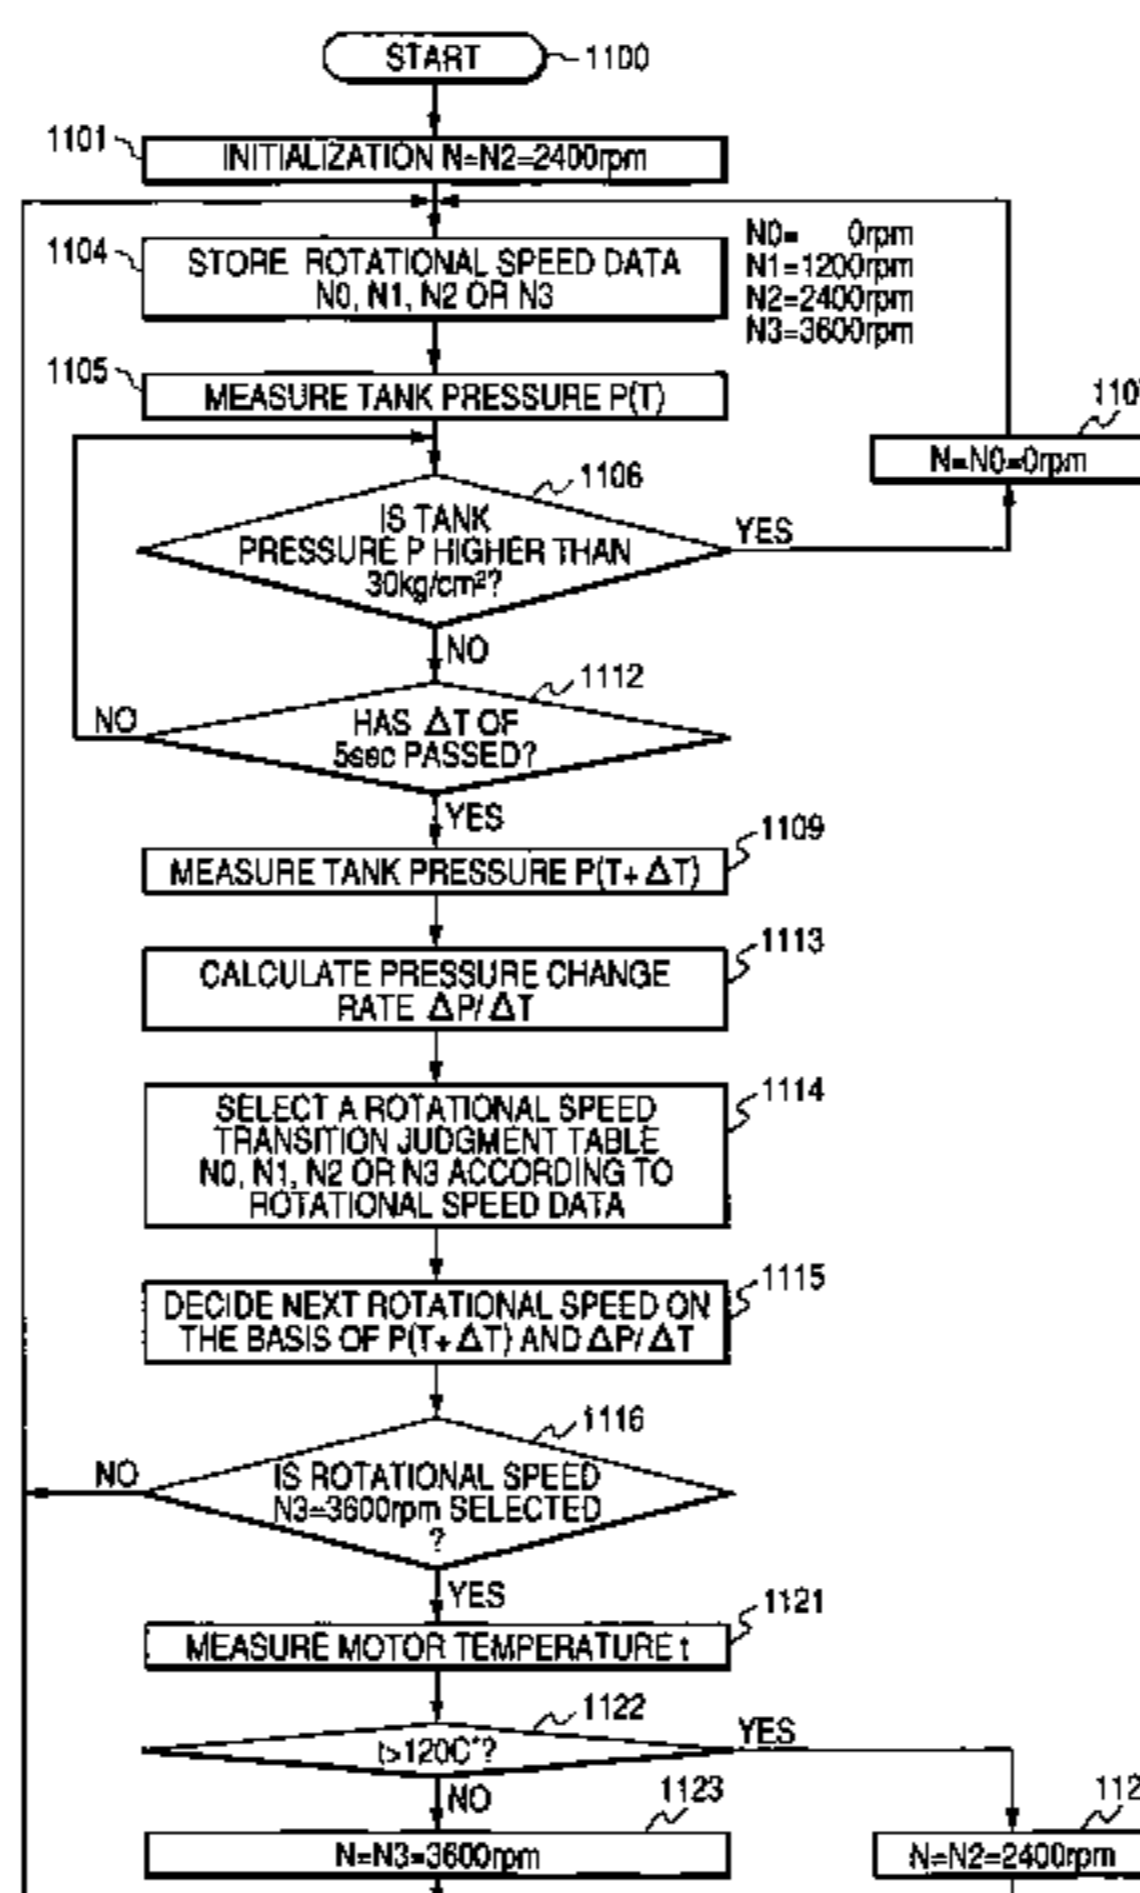 START
1100
1101
INITIALIZATION N=N2=2400rpm
1104
STORE ROTATIONAL SPEED DATA
N0, N1, N2 OR N3
N0= 0rpm
N1=1200rpm
N2=2400rpm
N3=3600rpm
1105
MEASURE TANK PRESSURE P(T)
110
N=N0=0rpm
1106
IS TANK
PRESSURE P HIGHER THAN
30kg/cm²?
YES
NO
1112
HAS ΔT OF
5sec PASSED?
NO
YES
1109
MEASURE TANK PRESSURE P(T+ΔT)
1113
CALCULATE PRESSURE CHANGE
RATE ΔP/ΔT
1114
SELECT A ROTATIONAL SPEED
TRANSITION JUDGMENT TABLE
N0, N1, N2 OR N3 ACCORDING TO
ROTATIONAL SPEED DATA
1115
DECIDE NEXT ROTATIONAL SPEED ON
THE BASIS OF P(T+ΔT) AND ΔP/ΔT
1116
IS ROTATIONAL SPEED
N3=3600rpm SELECTED
?
NO
YES
1121
MEASURE MOTOR TEMPERATURE t
1122
t>120C°?
YES
NO
1123
N=N3=3600rpm
112
N=N2=2400rpm